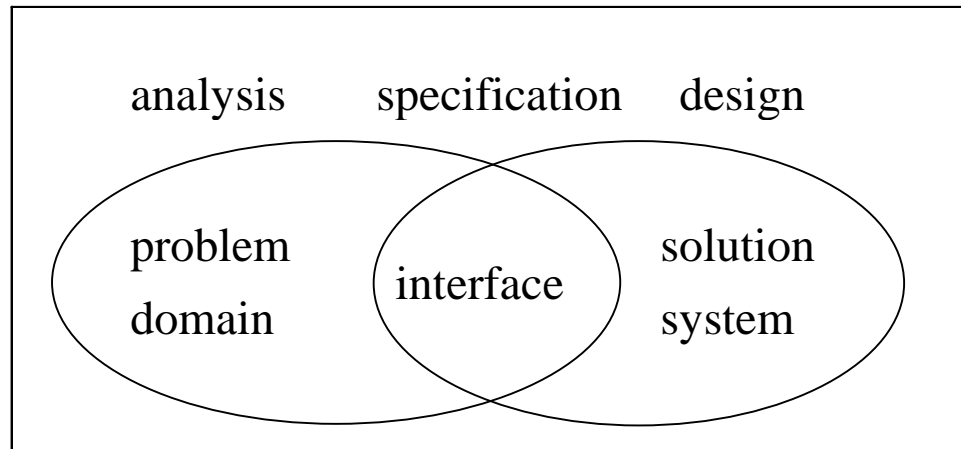 analysis specification design
problem
domain
interface
solution
system